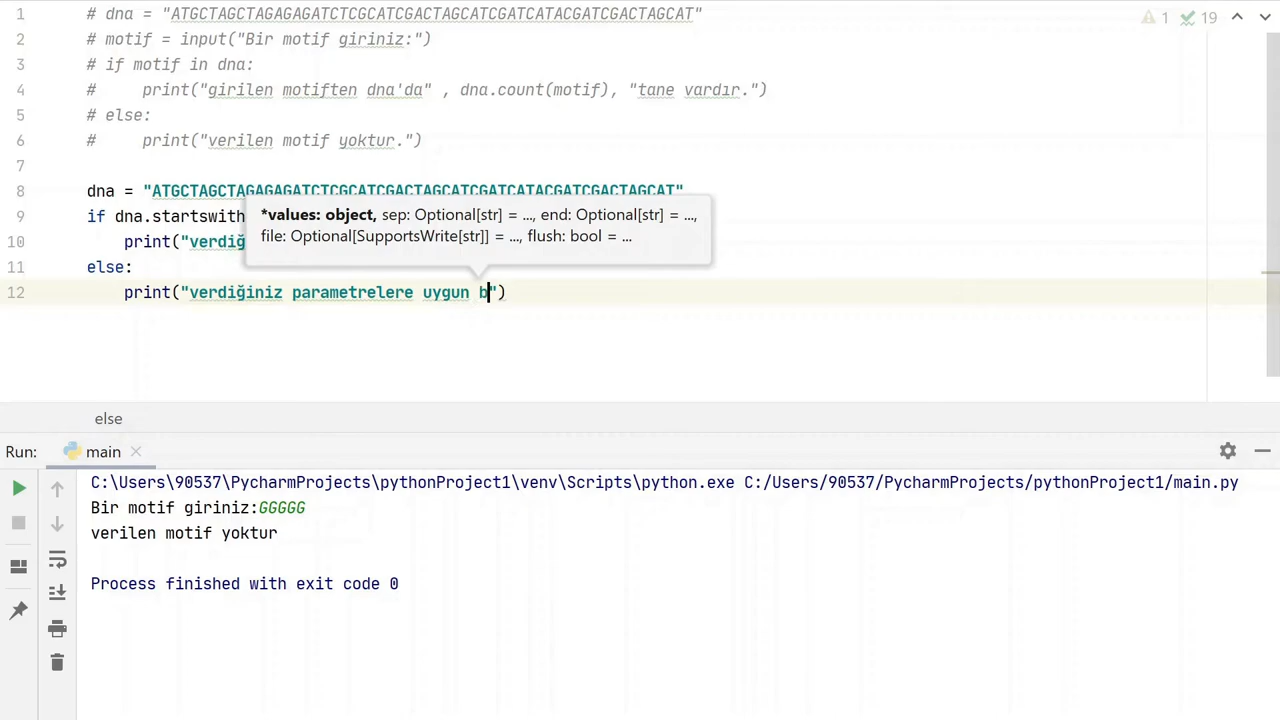 1 # dna = "ATGCTAGCTAGAGAGATCTCGCATCGACTAGCATCGATCATACGATCGACTAGCAT"
⚠ 1 ✓ 19
2 # motif = input("Bir motif giriniz:")
3 # if motif in dna:
4 #     print("girilen motiften dna'da" , dna.count(motif), "tane vardır.")
5 # else:
6 #     print("verilen motif yoktur.")
7
8 dna = "ATGCTAGCTAGAGAGATCTCGCATCGACTAGCATCGATCATACGATCGACTAGCAT"
9 if dna.startswith
*values: object, sep: Optional[str] = ..., end: Optional[str] = ...,
file: Optional[SupportsWrite[str]] = ..., flush: bool = ...
10     print("verdiğ
11 else:
12     print("verdiğiniz parametrelere uygun b")
else
Run: main
C:\Users\90537\PycharmProjects\pythonProject1\venv\Scripts\python.exe C:/Users/90537/PycharmProjects/pythonProject1/main.py
Bir motif giriniz:GGGGG
verilen motif yoktur
Process finished with exit code 0